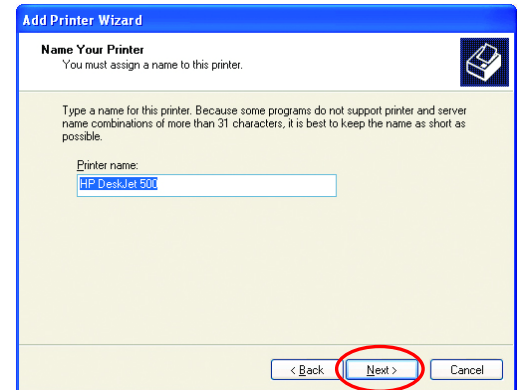 Add Printer Wizard
Name Your Printer
You must assign a name to this printer.
Type a name for this printer. Because some programs do not support printer and server
name combinations of more than 31 characters, it is best to keep the name as short as
possible.
Printer name:
HP DeskJet 500
< Back Next > Cancel